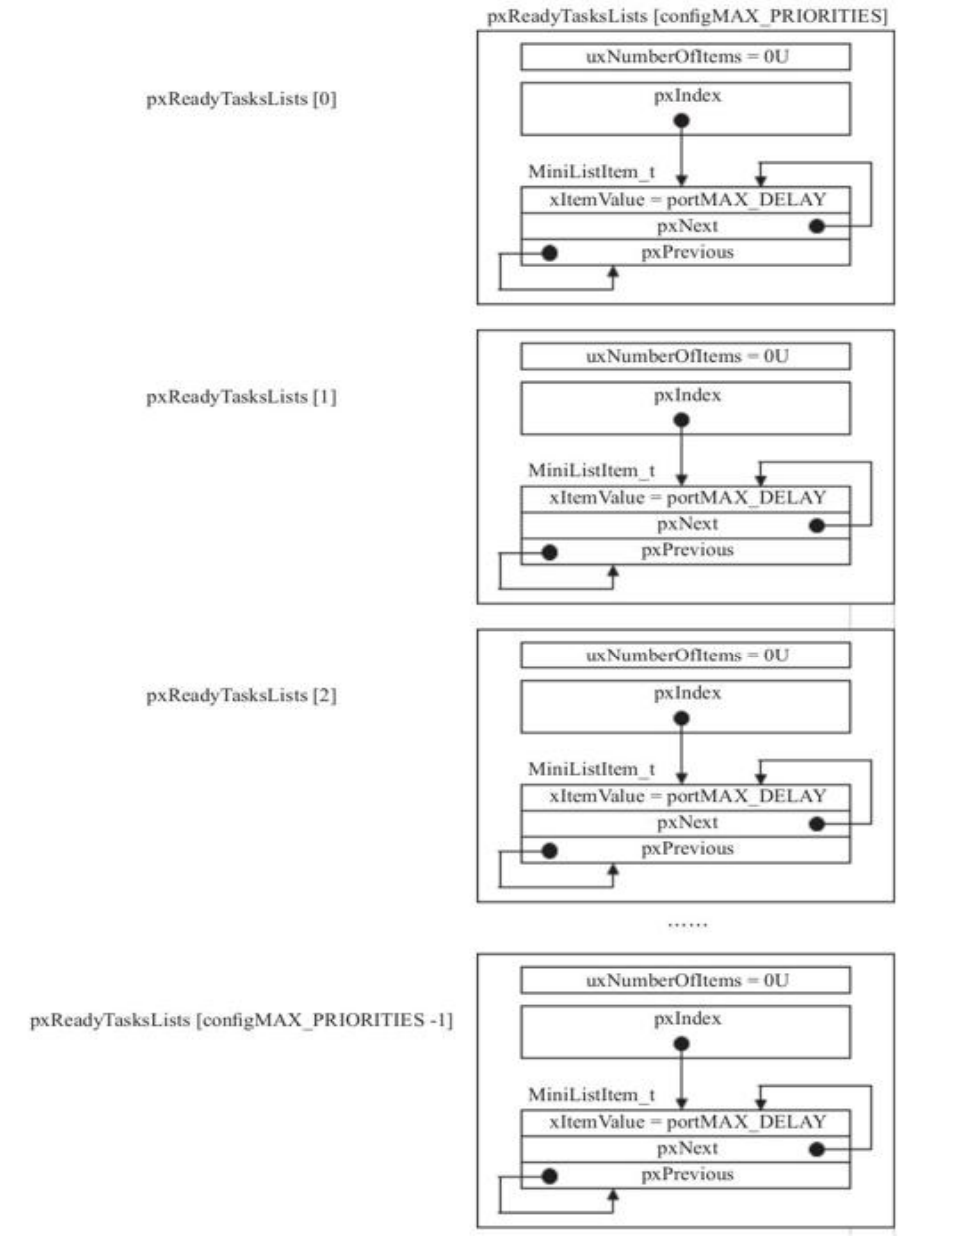 pxReadyTasksLists [configMAX_PRIORITIES]
uxNumberOfItems = 0U
pxReadyTasksLists [0]
pxIndex
MiniListItem_t
xItemValue = portMAX_DELAY
pxNext
pxPrevious
uxNumberOfItems = 0U
pxReadyTasksLists [1]
pxIndex
MiniListItem_t
xItemValue = portMAX_DELAY
pxNext
pxPrevious
uxNumberOfItems = 0U
pxReadyTasksLists [2]
pxIndex
MiniListItem_t
xItemValue = portMAX_DELAY
pxNext
pxPrevious
……
uxNumberOfItems = 0U
pxReadyTasksLists [configMAX_PRIORITIES -1]
pxIndex
MiniListItem_t
xItemValue = portMAX_DELAY
pxNext
pxPrevious